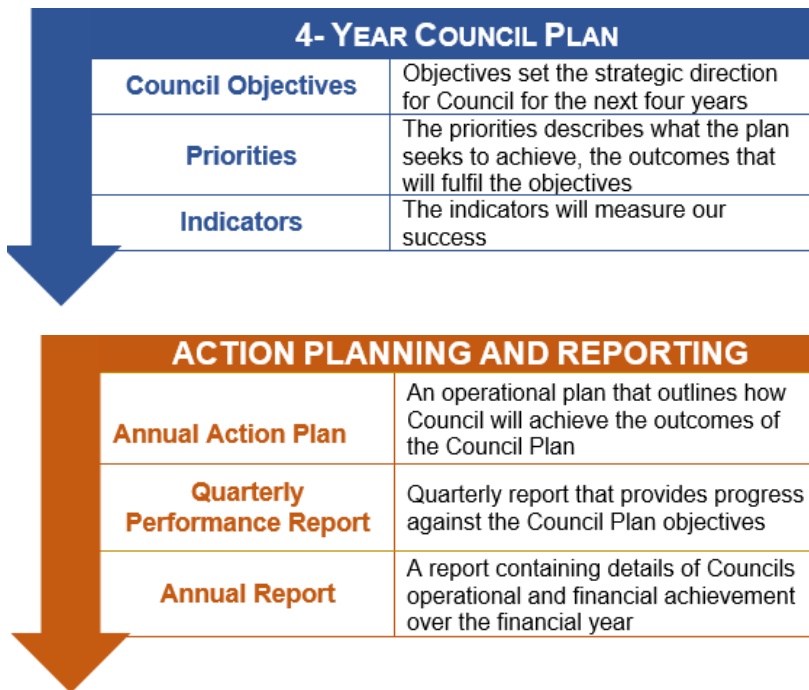 4- YEAR COUNCIL PLAN
Council Objectives
Objectives set the strategic direction
for Council for the next four years
Priorities
The priorities describes what the plan
seeks to achieve, the outcomes that
will fulfil the objectives
Indicators
The indicators will measure our
success
ACTION PLANNING AND REPORTING
Annual Action Plan
An operational plan that outlines how
Council will achieve the outcomes of
the Council Plan
Quarterly
Performance Report
Quarterly report that provides progress
against the Council Plan objectives
Annual Report
A report containing details of Councils
operational and financial achievement
over the financial year